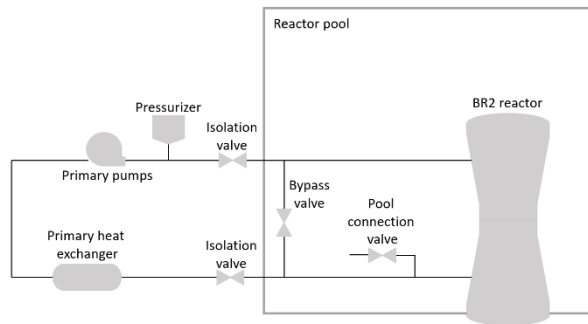 Reactor pool
BR2 reactor
Pressurizer
Isolation
valve
Primary pumps
Bypass
valve
Pool
connection
valve
Primary heat
exchanger
Isolation
valve